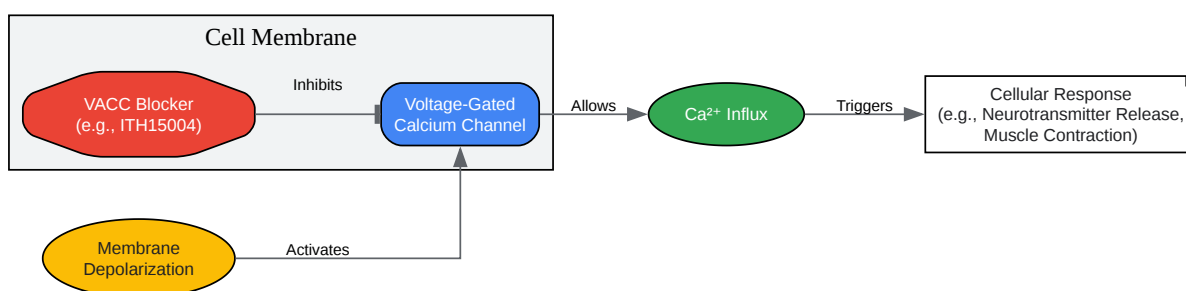 Cell Membrane
VACC Blocker
(e.g., ITH15004)
Inhibits
Voltage-Gated
Calcium Channel
Allows
Ca²⁺ Influx
Triggers
Cellular Response
(e.g., Neurotransmitter Release,
Muscle Contraction)
Membrane
Depolarization
Activates